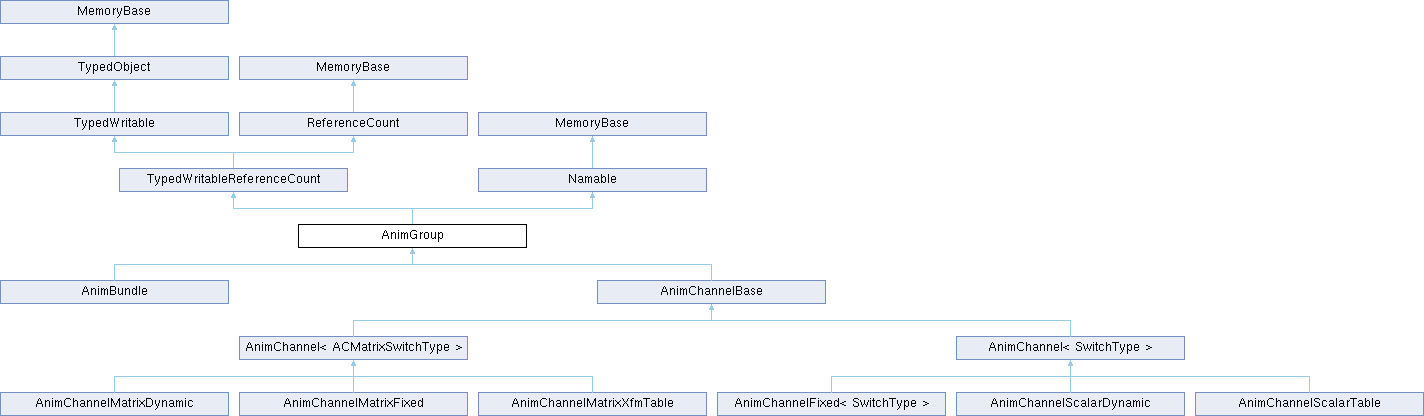 MemoryBase
TypedObject
MemoryBase
TypedWritable
ReferenceCount
MemoryBase
TypedWritableReferenceCount
Namable
AnimGroup
AnimBundle
AnimChannelBase
AnimChannel< ACMatrixSwitchType >
AnimChannel< SwitchType >
AnimChannelMatrixDynamic
AnimChannelMatrixFixed
AnimChannelMatrixXfmTable
AnimChannelFixed< SwitchType >
AnimChannelScalarDynamic
AnimChannelScalarTable